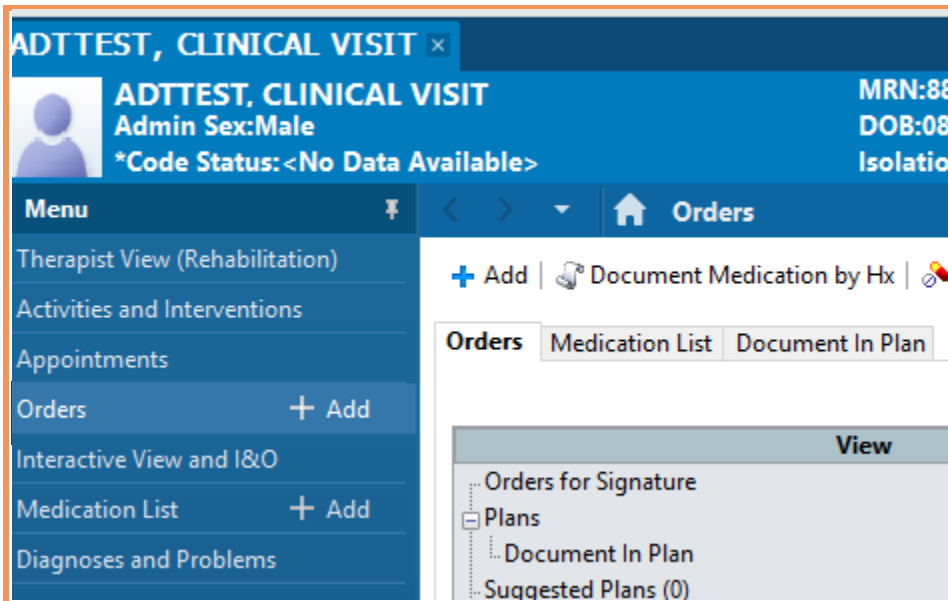 ADTTEST, CLINICAL VISIT ×
ADTTEST, CLINICAL VISIT
Admin Sex:Male
*Code Status:<No Data Available>
MRN:88
DOB:08
Isolatio
Menu
Therapist View (Rehabilitation)
Activities and Interventions
Appointments
Orders + Add
Interactive View and I&O
Medication List + Add
Diagnoses and Problems
Orders
Add | Document Medication by Hx |
Orders Medication List Document In Plan
View
Orders for Signature
Plans
Document In Plan
Suggested Plans (0)